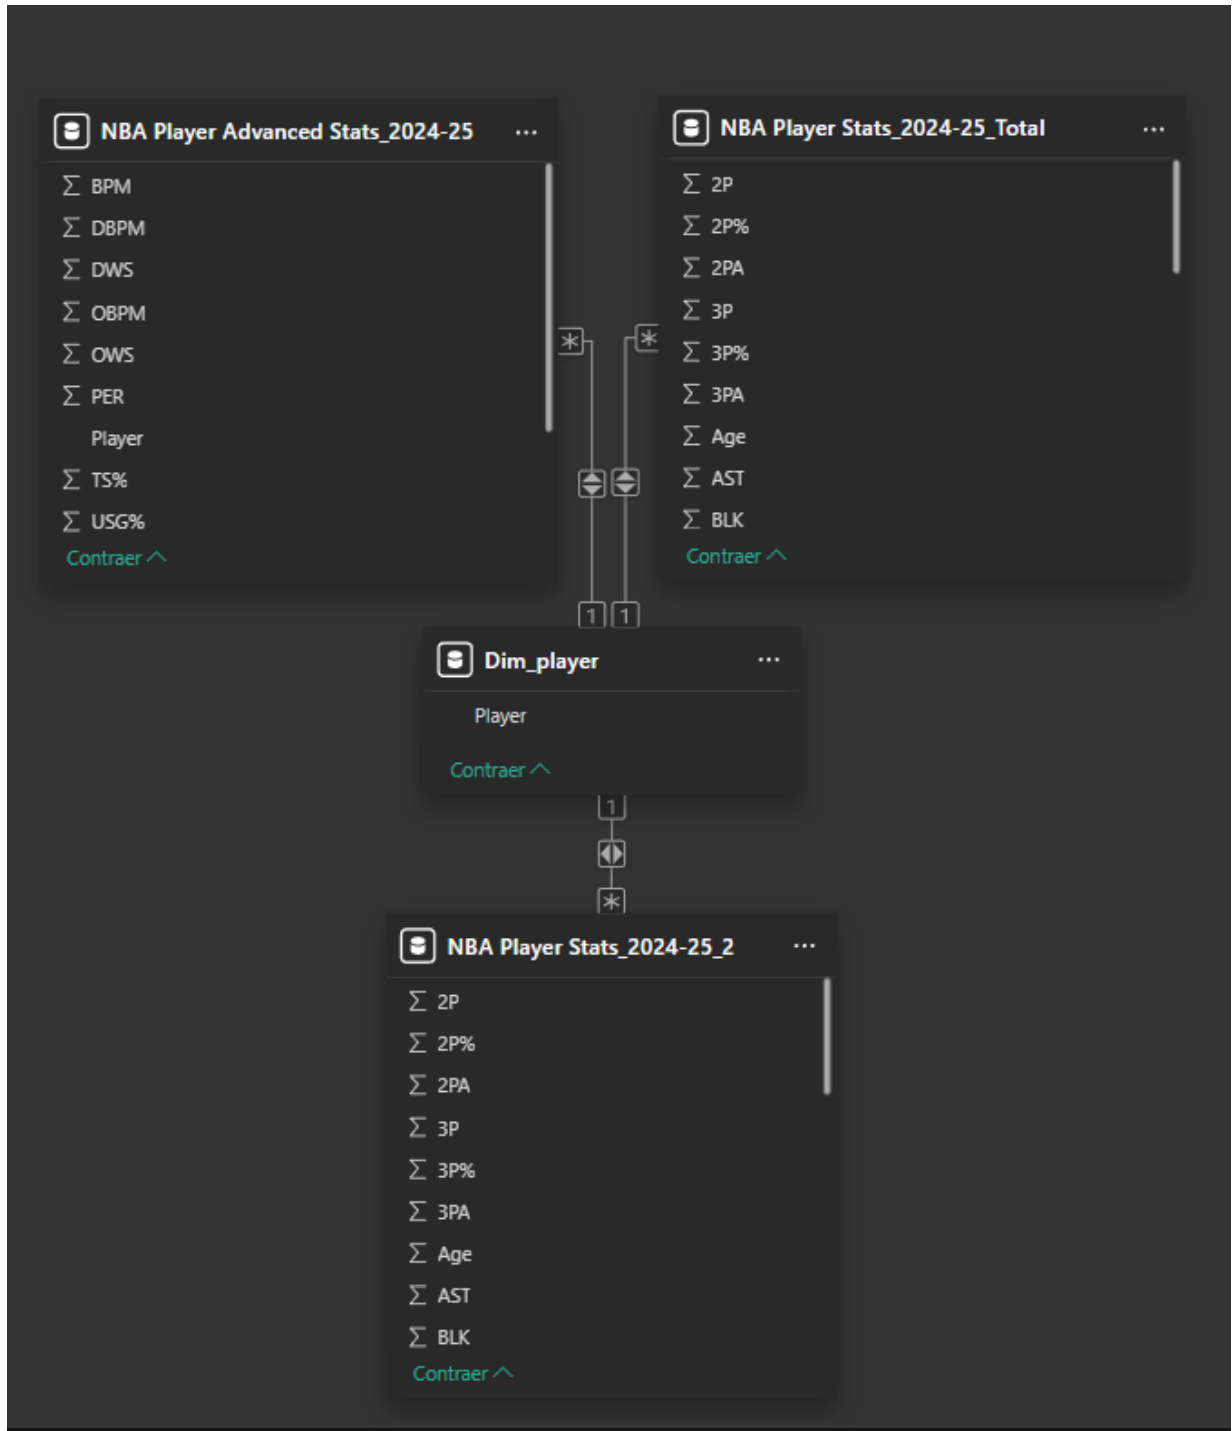 NBA Player Advanced Stats_2024-25 ...
Σ BPM
Σ DBPM
Σ DWS
Σ OBPM
Σ OWS
Σ PER
Player
Σ TS%
Σ USG%
Contraer
NBA Player Stats_2024-25_Total ...
Σ 2P
Σ 2P%
Σ 2PA
Σ 3P
Σ 3P%
Σ 3PA
Σ Age
Σ AST
Σ BLK
Contraer
* *
1 1
Dim_player ...
Player
Contraer
1
*
NBA Player Stats_2024-25_2 ...
Σ 2P
Σ 2P%
Σ 2PA
Σ 3P
Σ 3P%
Σ 3PA
Σ Age
Σ AST
Σ BLK
Contraer